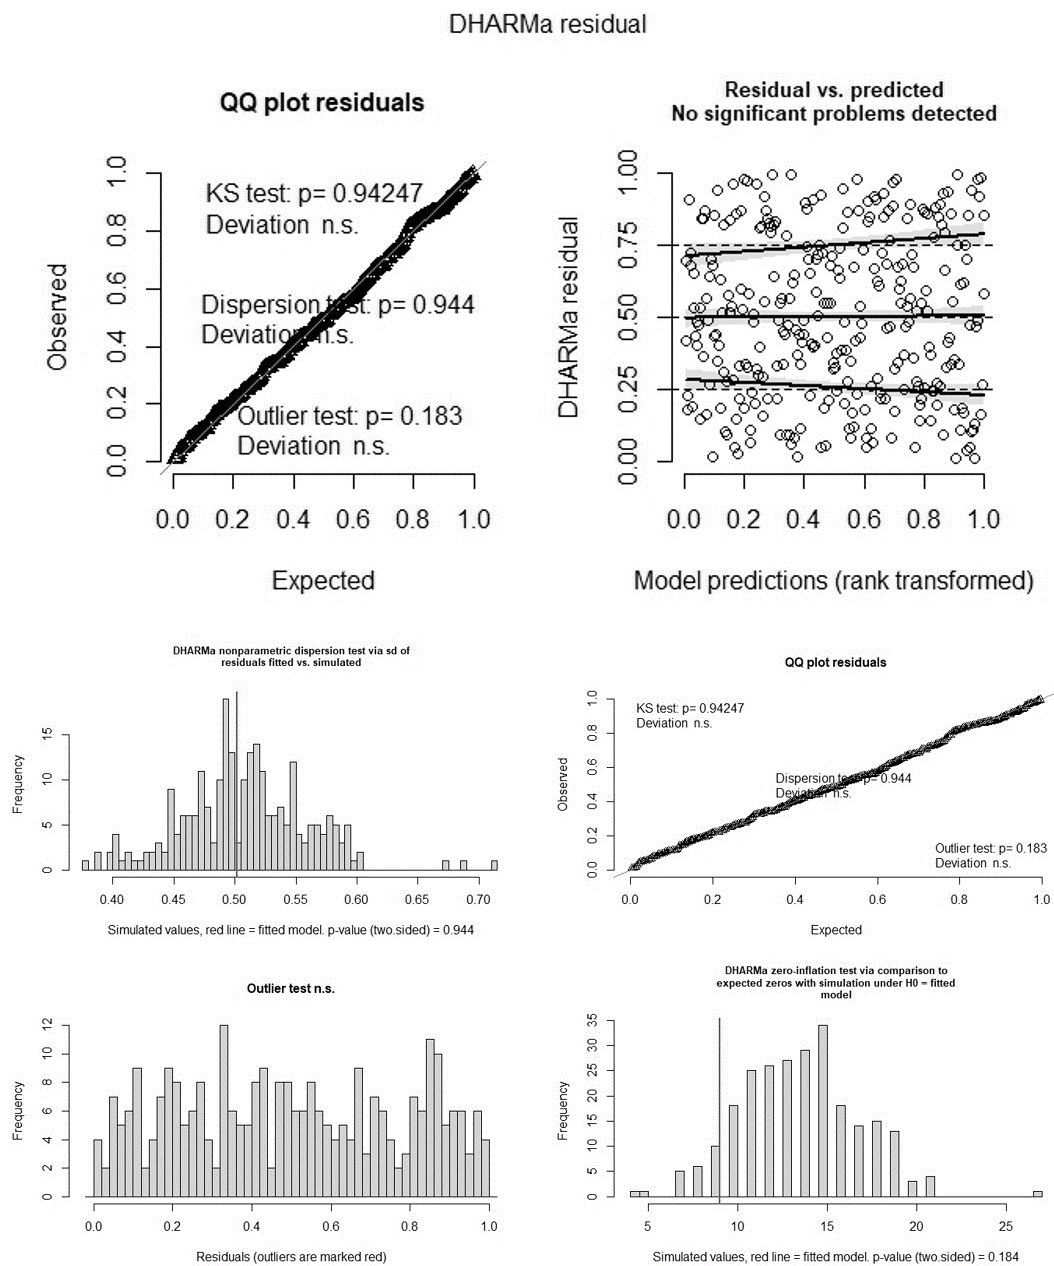 DHARMa residual
QQ plot residuals
KS test: p= 0.94247
Deviation n.s.
Dispersion test: p= 0.944
Deviation n.s.
Outlier test: p= 0.183
Deviation n.s.
Observed
0.0 0.2 0.4 0.6 0.8 1.0
0.0 0.2 0.4 0.6 0.8 1.0
Expected
Residual vs. predicted
No significant problems detected
DHARMa residual
0.00 0.25 0.50 0.75 1.00
0.0 0.2 0.4 0.6 0.8 1.0
Model predictions (rank transformed)
DHARMa nonparametric dispersion test via sd of
residuals fitted vs. simulated
Frequency
0 5 10 15
0.40 0.45 0.50 0.55 0.60 0.65 0.70
Simulated values, red line = fitted model. p-value (two.sided) = 0.944
QQ plot residuals
KS test: p= 0.94247
Deviation n.s.
Dispersion test: p= 0.944
Deviation n.s.
Outlier test: p= 0.183
Deviation n.s.
Observed
0.0 0.2 0.4 0.6 0.8 1.0
0.0 0.2 0.4 0.6 0.8 1.0
Expected
Outlier test n.s.
Frequency
0 2 4 6 8 10 12
0.0 0.2 0.4 0.6 0.8 1.0
Residuals (outliers are marked red)
DHARMa zero-inflation test via comparison to
expected zeros with simulation under H0 = fitted
model
Frequency
0 5 10 15 20 25 30 35
5 10 15 20 25
Simulated values, red line = fitted model. p-value (two.sided) = 0.184